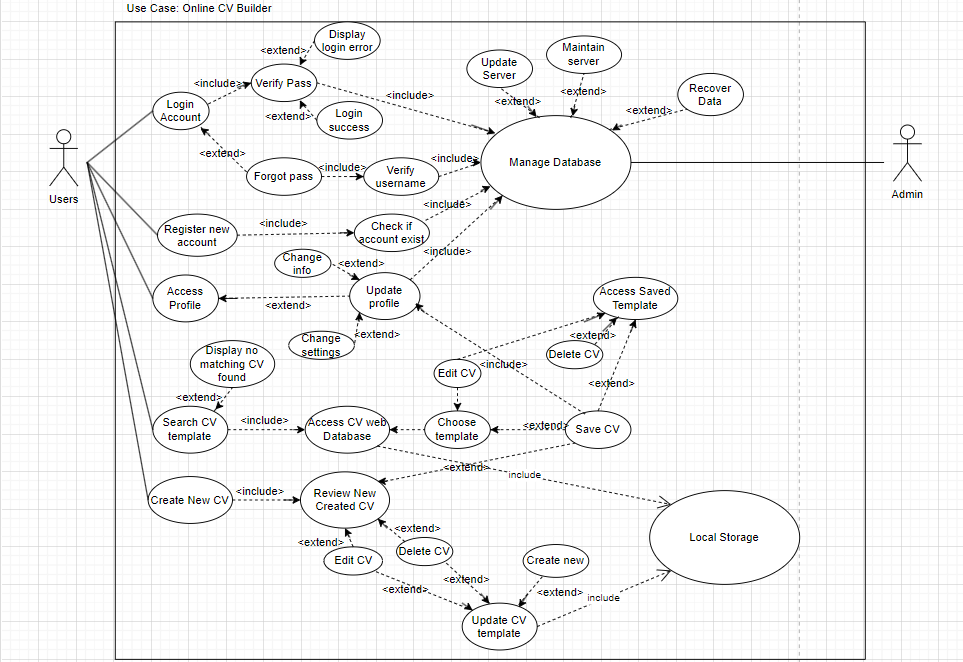 Use Case: Online CV Builder
Display
login error
<extend>
Maintain
server
Update
Server
<include>
Verify Pass
<include>
<extend>
<extend>
Recover
Data
<extend>
Login
Account
<extend>
Login
success
<extend>
Manage Database
Users
Admin
Forgot pass
<include>
Verify
username
<include>
<include>
Register new
account
<include>
Check if
account exist
<include>
Change
info
<extend>
Access
Profile
<extend>
Update
profile
Access Saved
Template
Change
settings
<extend>
<extend>
Display no
matching CV
found
Delete CV
<include>
Edit CV
<extend>
<extend>
Search CV
template
<include>
Access CV web
Database
Choose
template
<extend>
Save CV
<extend>
include
Create New CV
<include>
Review New
Created CV
<extend>
<extend>
Local Storage
Edit CV
Delete CV
Create new
<extend>
<extend>
<extend>
include
Update CV
template